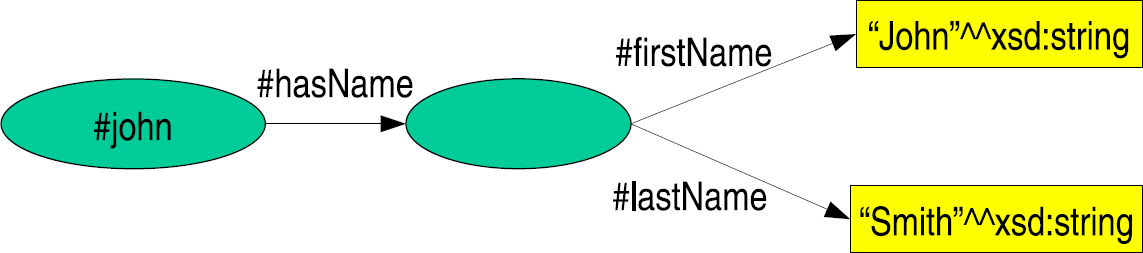 #john
#hasName
#firstName
“John”^^xsd:string
#lastName
“Smith”^^xsd:string